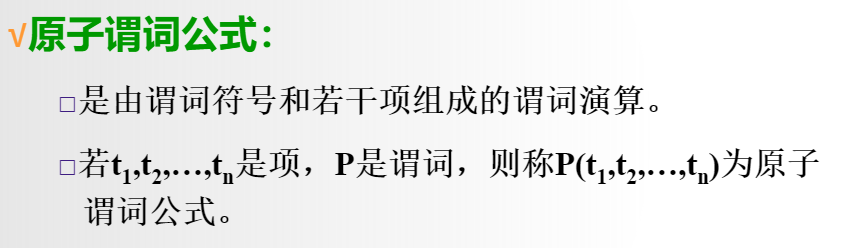 √原子谓词公式：
□是由谓词符号和若干项组成的谓词演算。
□若t₁,t₂,…,tₙ是项，P是谓词，则称P(t₁,t₂,…,tₙ)为原子
谓词公式。